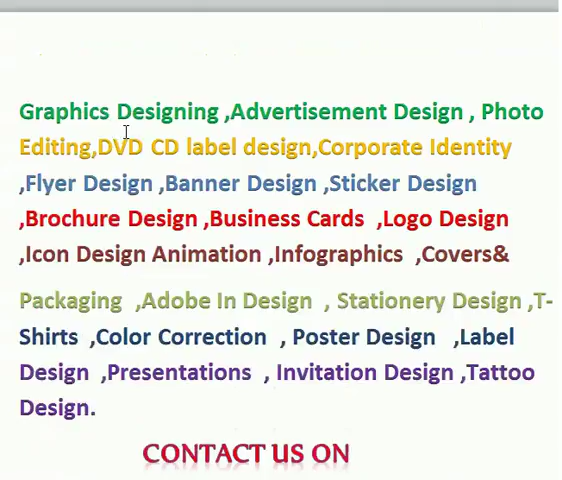 Graphics Designing ,Advertisement Design , Photo
Editing,DVD CD label design,Corporate Identity
,Flyer Design ,Banner Design ,Sticker Design
,Brochure Design ,Business Cards  ,Logo Design
,Icon Design Animation ,Infographics  ,Covers&
Packaging  ,Adobe In Design  , Stationery Design ,T-
Shirts  ,Color Correction  , Poster Design   ,Label
Design  ,Presentations  , Invitation Design ,Tattoo
Design.
CONTACT US ON